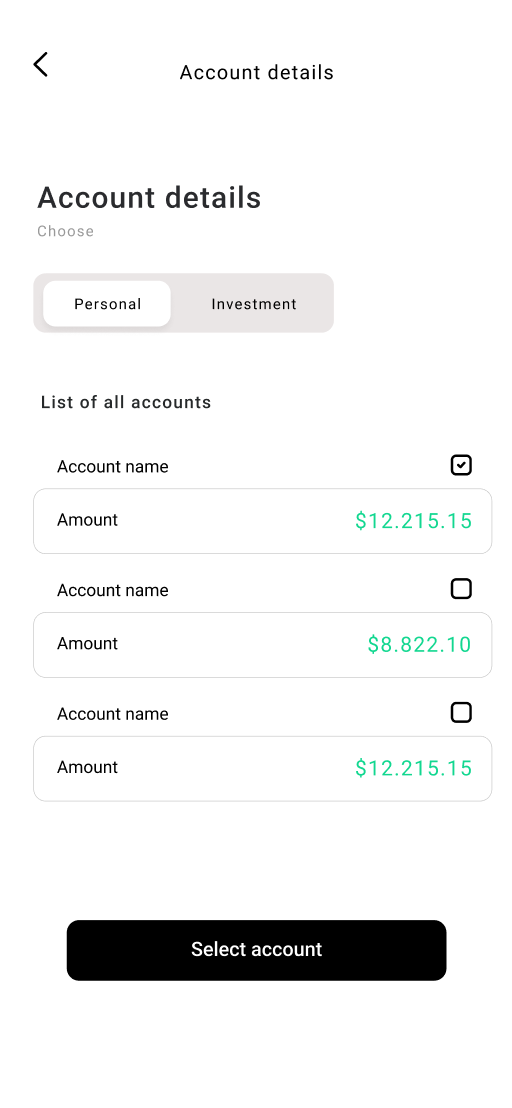 Account details
Account details
Choose
Personal Investment
List of all accounts
Account name
Amount $12.215.15
Account name
Amount $8.822.10
Account name
Amount $12.215.15
Select account